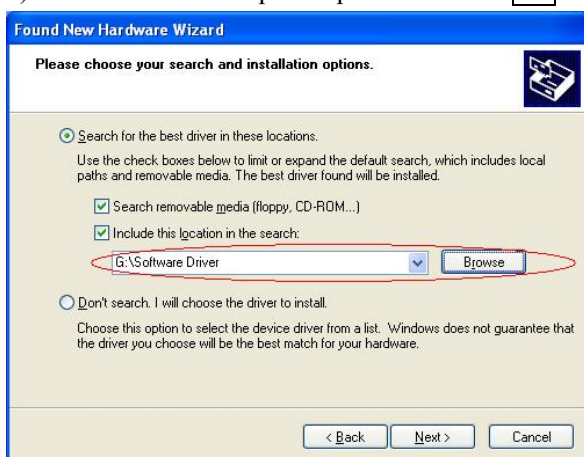 Found New Hardware Wizard
Please choose your search and installation options.
Search for the best driver in these locations.
Use the check boxes below to limit or expand the default search, which includes local
paths and removable media. The best driver found will be installed.
Search removable media (floppy, CD-ROM...)
Include this location in the search:
G:\Software Driver
Browse
Don't search. I will choose the driver to install.
Choose this option to select the device driver from a list. Windows does not guarantee that
the driver you choose will be the best match for your hardware.
< Back Next > Cancel